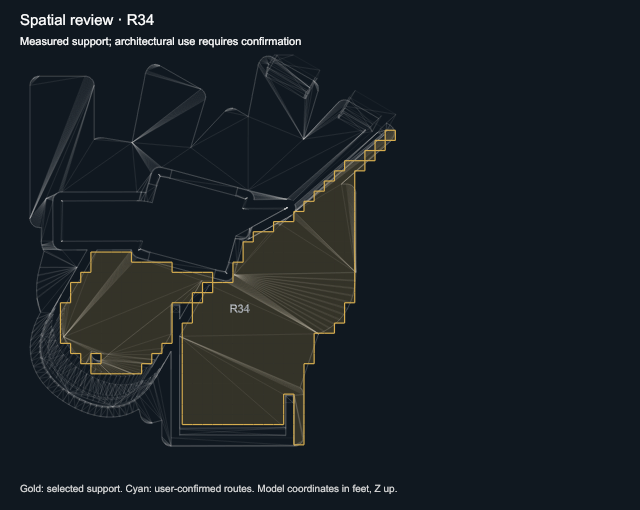 Spatial review · R34
Measured support; architectural use requires confirmation
R34
Gold: selected support. Cyan: user-confirmed routes. Model coordinates in feet, Z up.